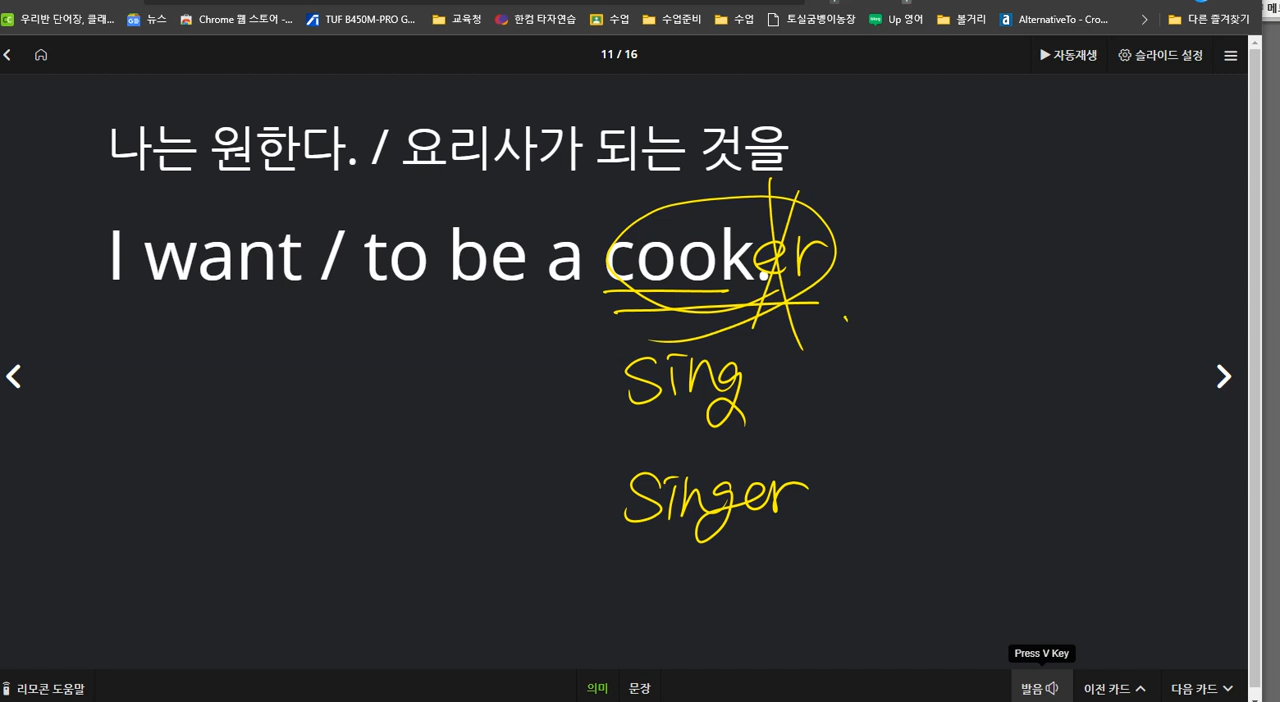 우리반 단어장, 클래... 뉴스 Chrome 웹 스토어 -... TUF B450M-PRO G... 교육청 한컴 타자연습 수업 수업준비 수업 토실굼벵이농장 Up 영어 볼거리 AlternativeTo - Cro... 다른 즐겨찾기
11 / 16 자동재생 슬라이드 설정
나는 원한다. / 요리사가 되는 것을
I want / to be a cook.er
sing
singer
Press V Key
리모콘 도움말 의미 문장 발음 이전 카드 다음 카드